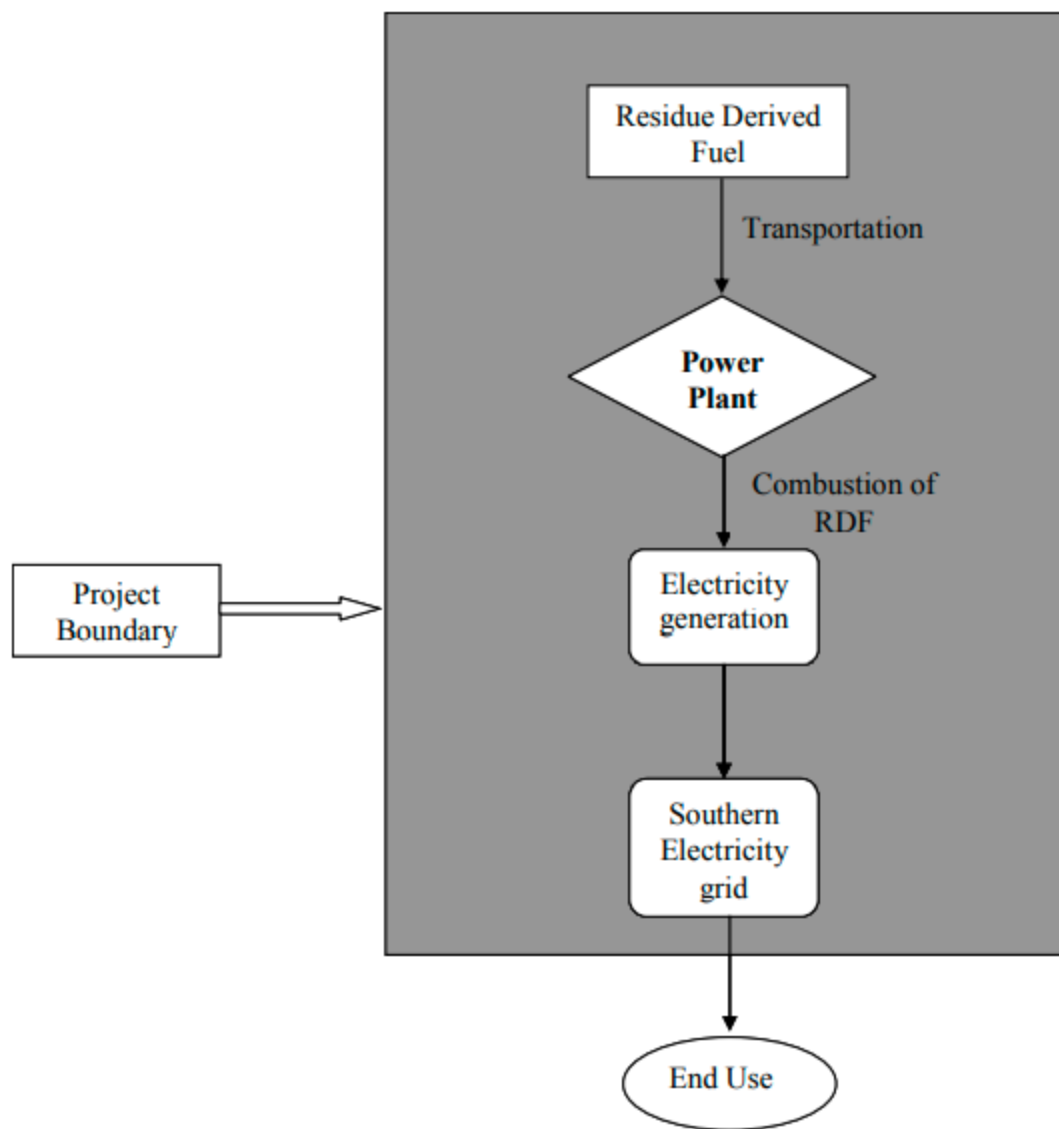 Residue Derived
Fuel
Transportation
Power
Plant
Combustion of
RDF
Project
Boundary
Electricity
generation
Southern
Electricity
grid
End Use